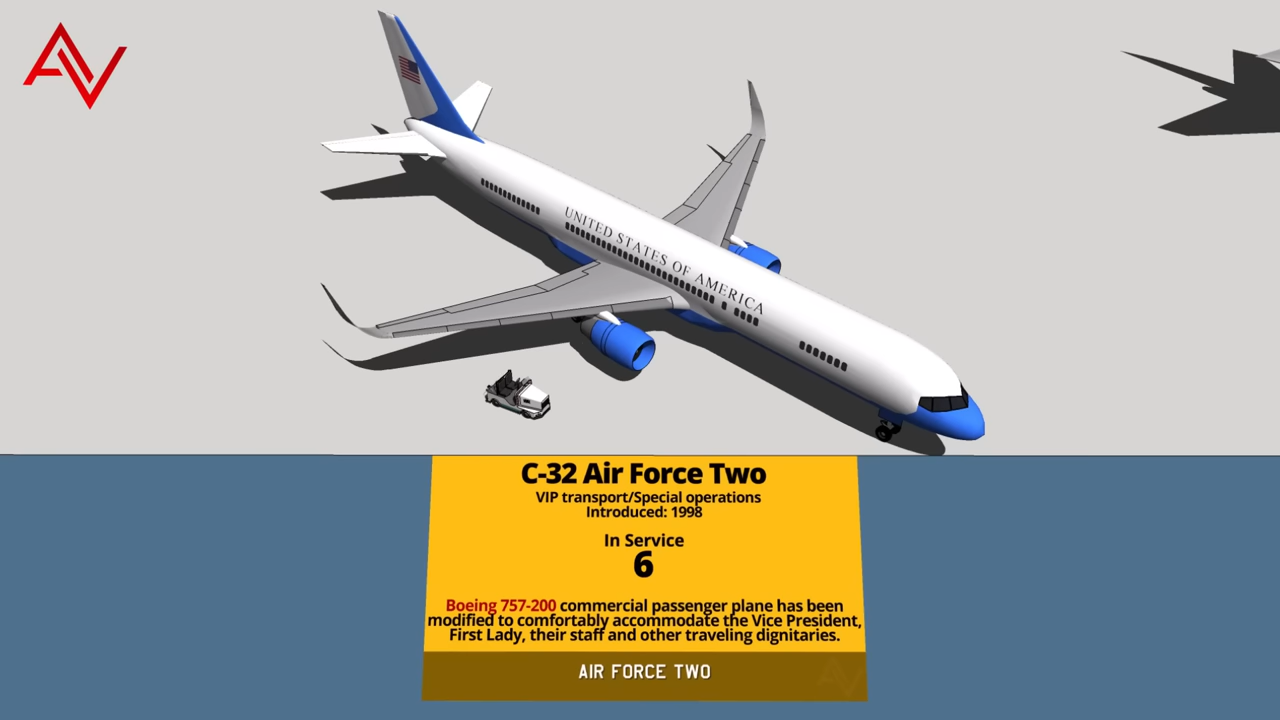 AV
UNITED STATES OF AMERICA
C-32 Air Force Two
VIP transport/Special operations
Introduced: 1998
In Service
6
Boeing 757-200 commercial passenger plane has been
modified to comfortably accommodate the Vice President,
First Lady, their staff and other traveling dignitaries.
AIR FORCE TWO